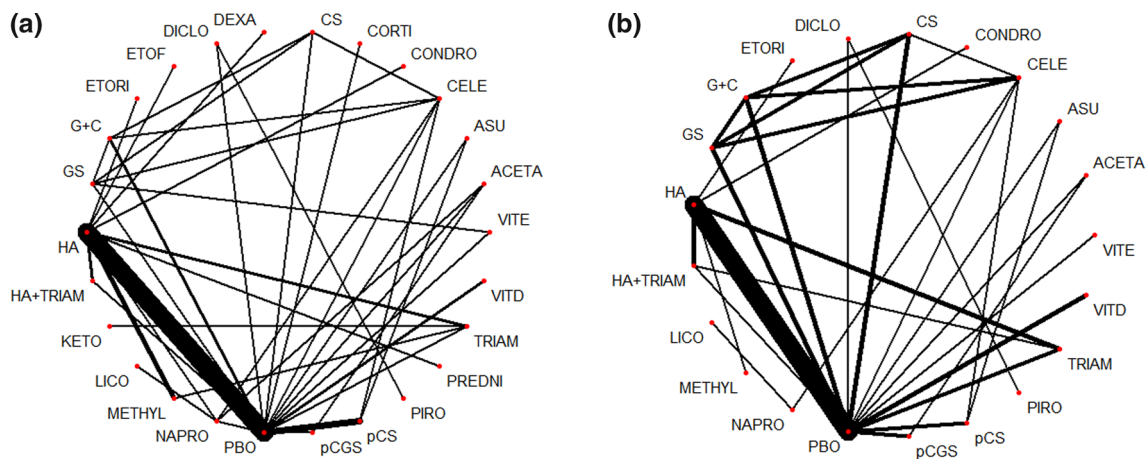 (a)
DEXA
CS
DICLO
CORTI
ETOF
CONDRO
ETORI
CELE
G+C
ASU
GS
ACETA
HA
VITE
HA+TRIAM
VITD
KETO
TRIAM
LICO
PREDNI
METHYL
PIRO
NAPRO
pCS
PBO
pCGS
(b)
DICLO
CS
ETORI
CONDRO
G+C
CELE
GS
ASU
HA
ACETA
HA+TRIAM
VITE
LICO
VITD
METHYL
TRIAM
NAPRO
PIRO
PBO
pCS
pCGS